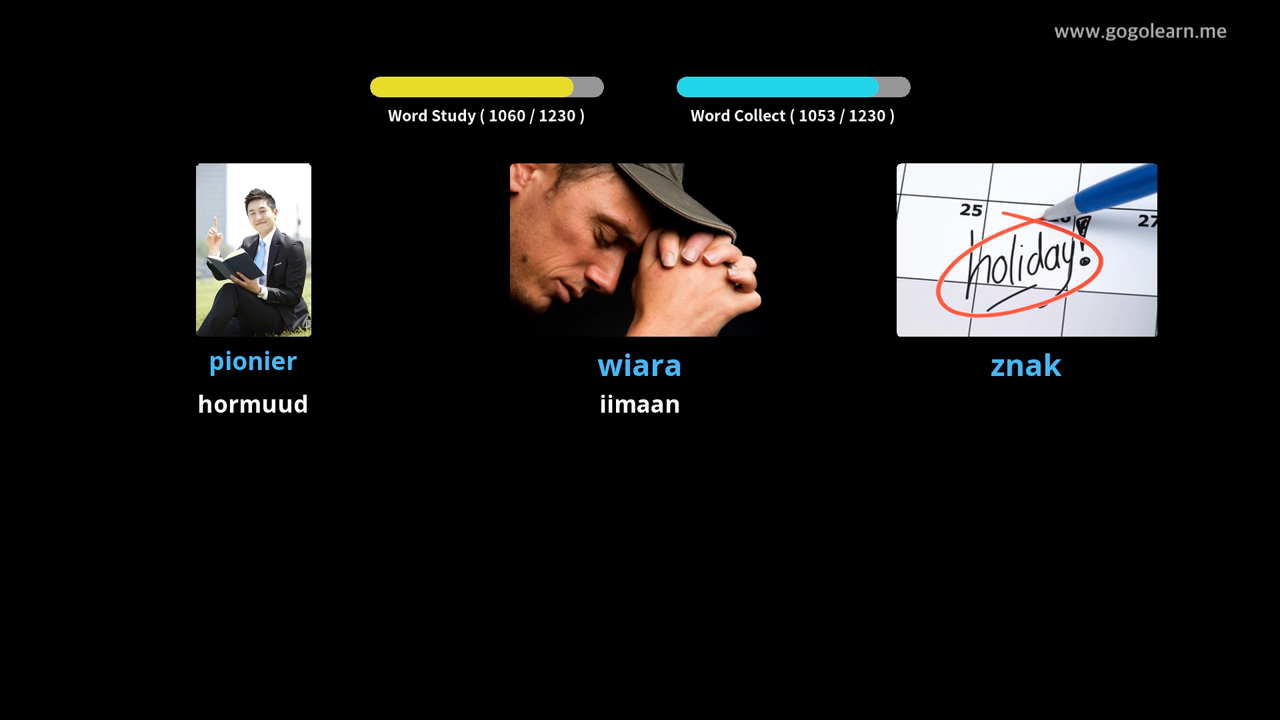 www.gogolearn.me
Word Study ( 1060 / 1230 )
Word Collect ( 1053 / 1230 )
25
27
holiday!
pionier
wiara
znak
hormuud
iimaan